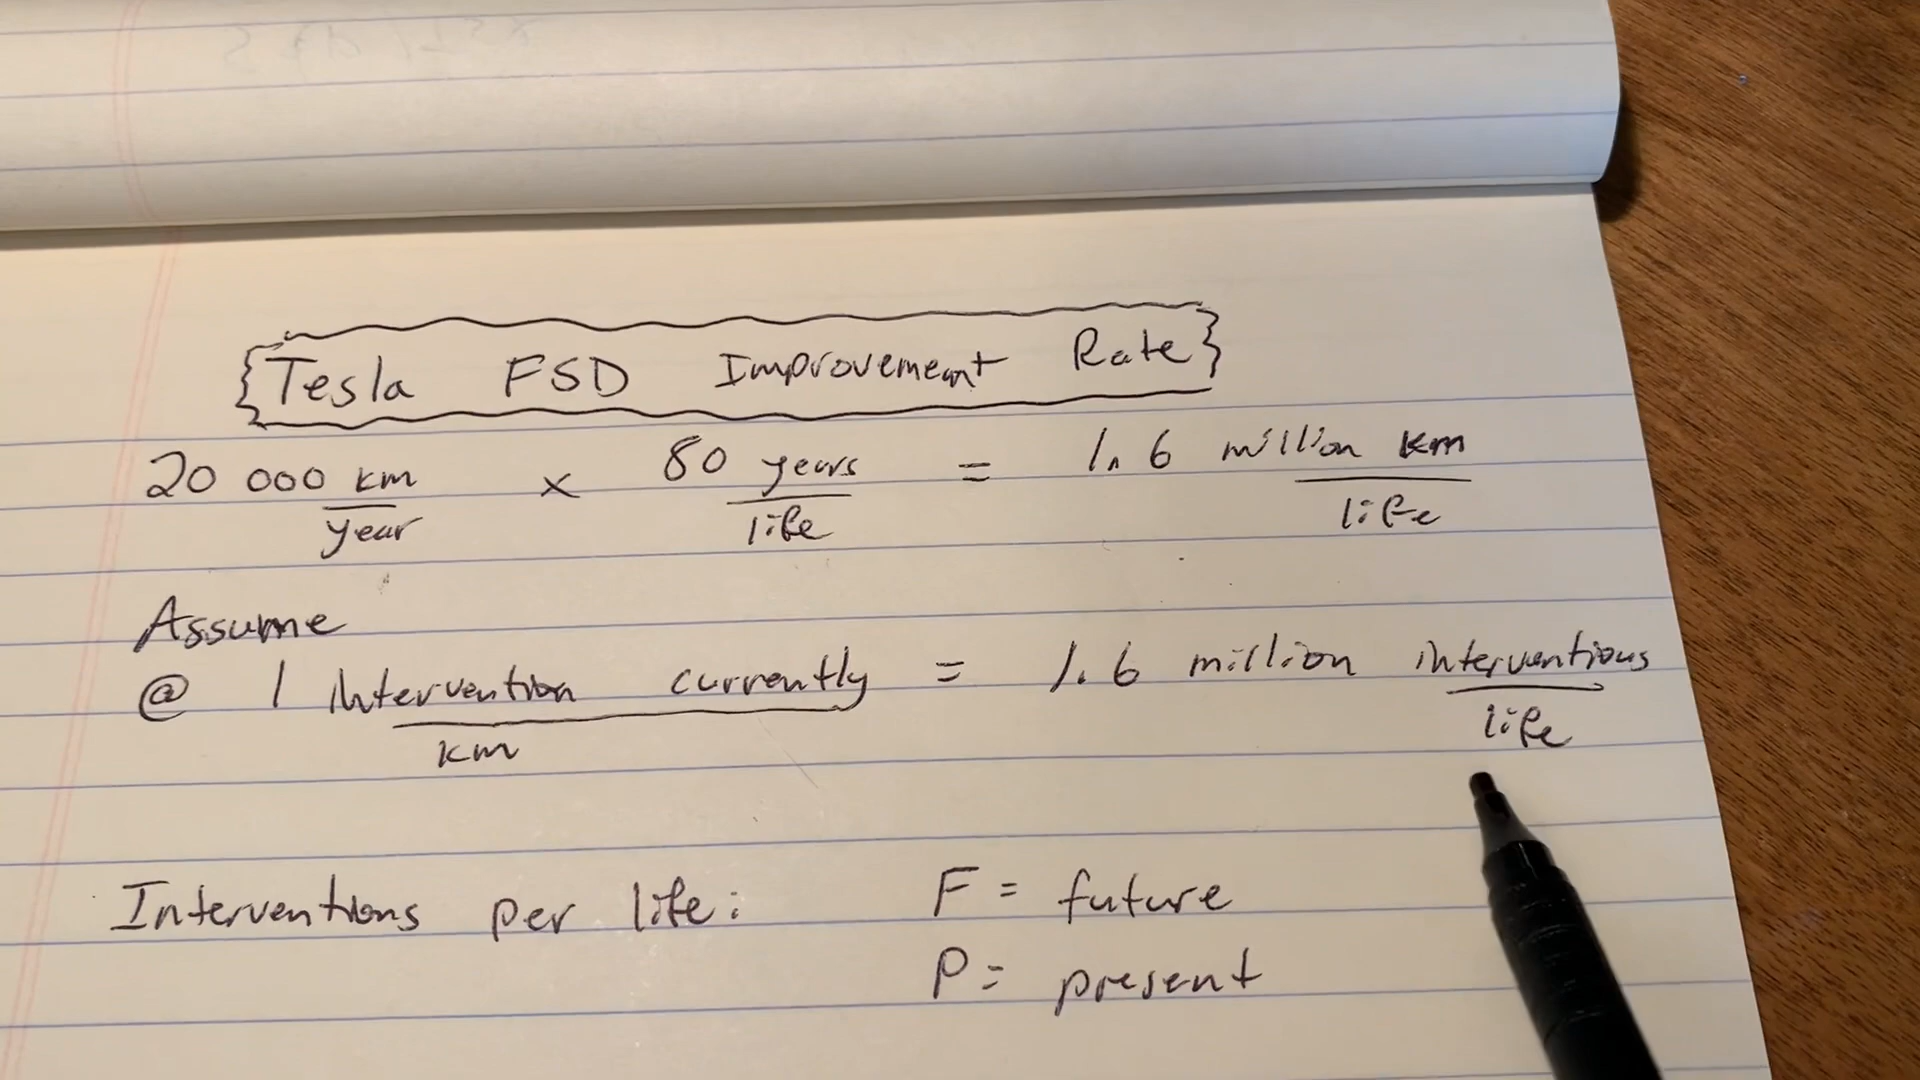 Tesla FSD Improvement Rate
20 000 km/year × 80 years/life = 1.6 million km/life
Assume
@ 1 intervention currently/km = 1.6 million interventions/life
Interventions per life: F = future
P = present